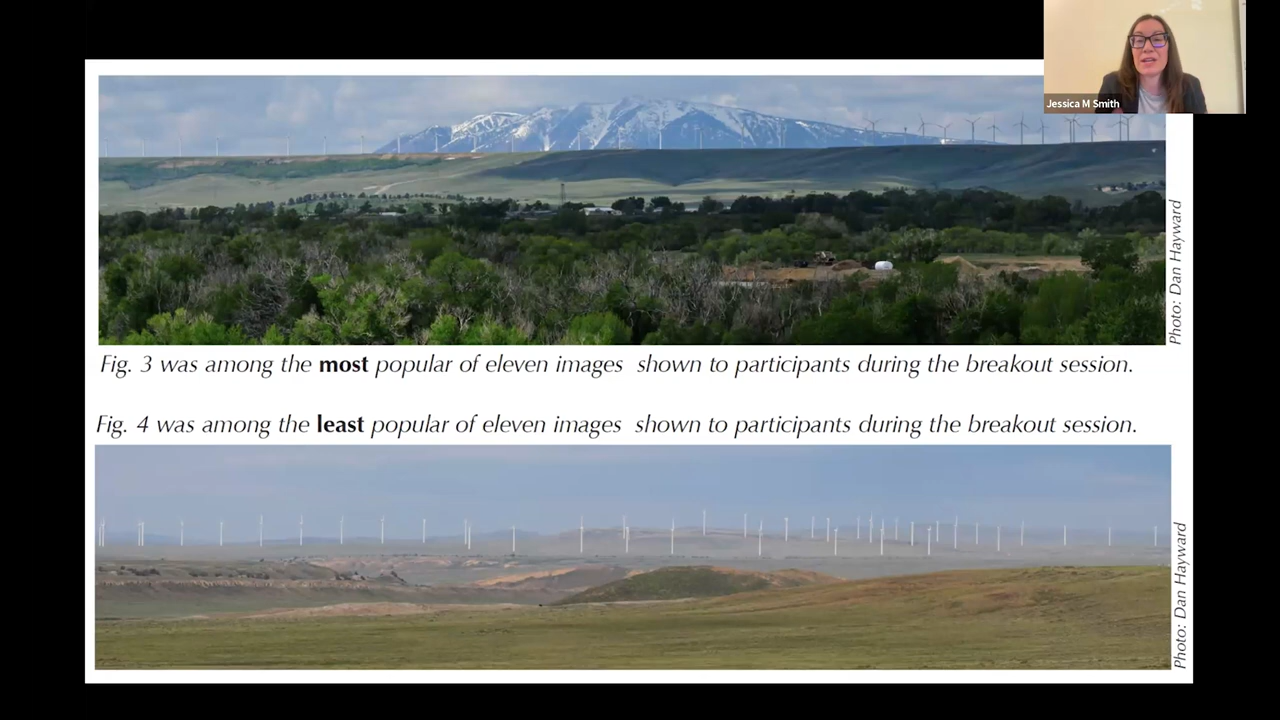 Jessica M Smith
Photo: Dan Hayward
Fig. 3 was among the most popular of eleven images shown to participants during the breakout session.
Fig. 4 was among the least popular of eleven images shown to participants during the breakout session.
Photo: Dan Hayward